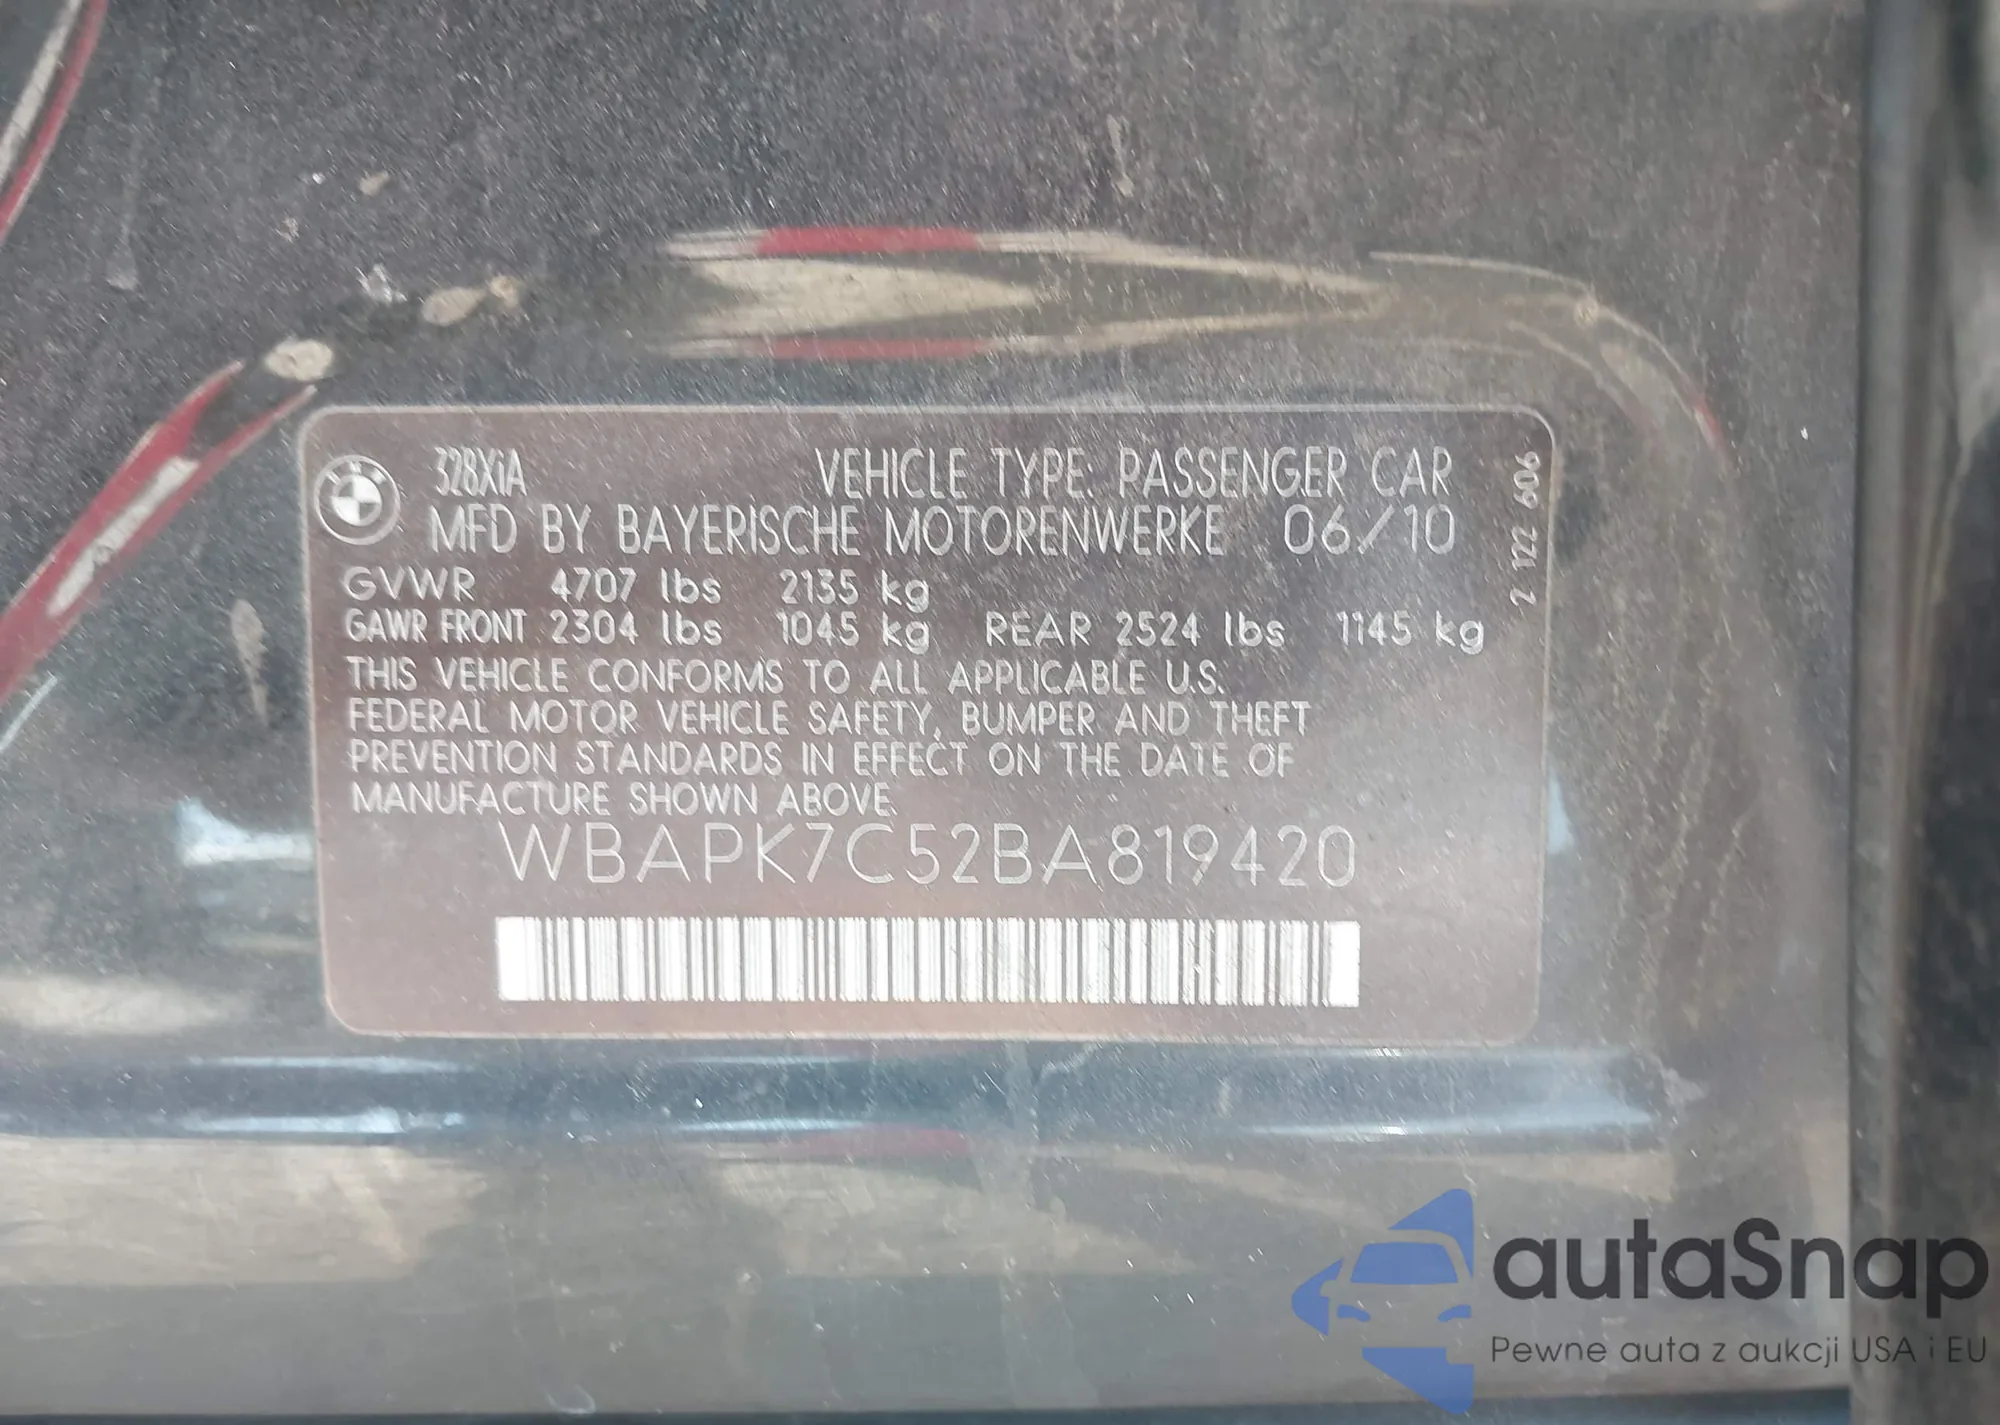 328XiA VEHICLE TYPE: PASSENGER CAR
MFD BY BAYERISCHE MOTORENWERKE 06/10
GVWR 4707 lbs 2135 kg
GAWR FRONT 2304 lbs 1045 kg REAR 2524 lbs 1145 kg
THIS VEHICLE CONFORMS TO ALL APPLICABLE U.S.
FEDERAL MOTOR VEHICLE SAFETY, BUMPER AND THEFT
PREVENTION STANDARDS IN EFFECT ON THE DATE OF
MANUFACTURE SHOWN ABOVE.
WBAPK7C52BA819420
2 122 606
autaSnap
Pewne auta z aukcji USA i EU